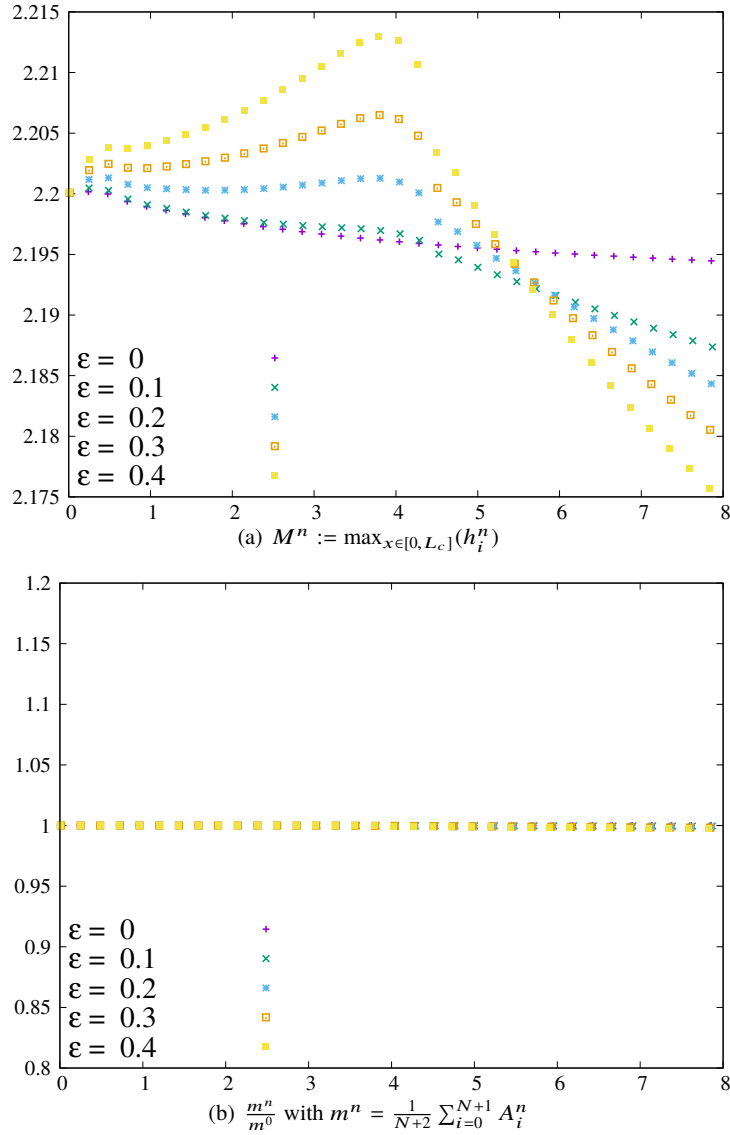 2.215
2.21
2.205
2.2
2.195
2.19
2.185
2.18
2.175
ε = 0
ε = 0.1
ε = 0.2
ε = 0.3
ε = 0.4
0 1 2 3 4 5 6 7 8
(a) $M^n := \max_{x \in [0, L_c]}(h_i^n)$
1.2
1.15
1.1
1.05
1
0.95
0.9
0.85
0.8
ε = 0
ε = 0.1
ε = 0.2
ε = 0.3
ε = 0.4
0 1 2 3 4 5 6 7 8
(b) $\frac{m^n}{m^0}$ with $m^n = \frac{1}{N+2} \sum_{i=0}^{N+1} A_i^n$